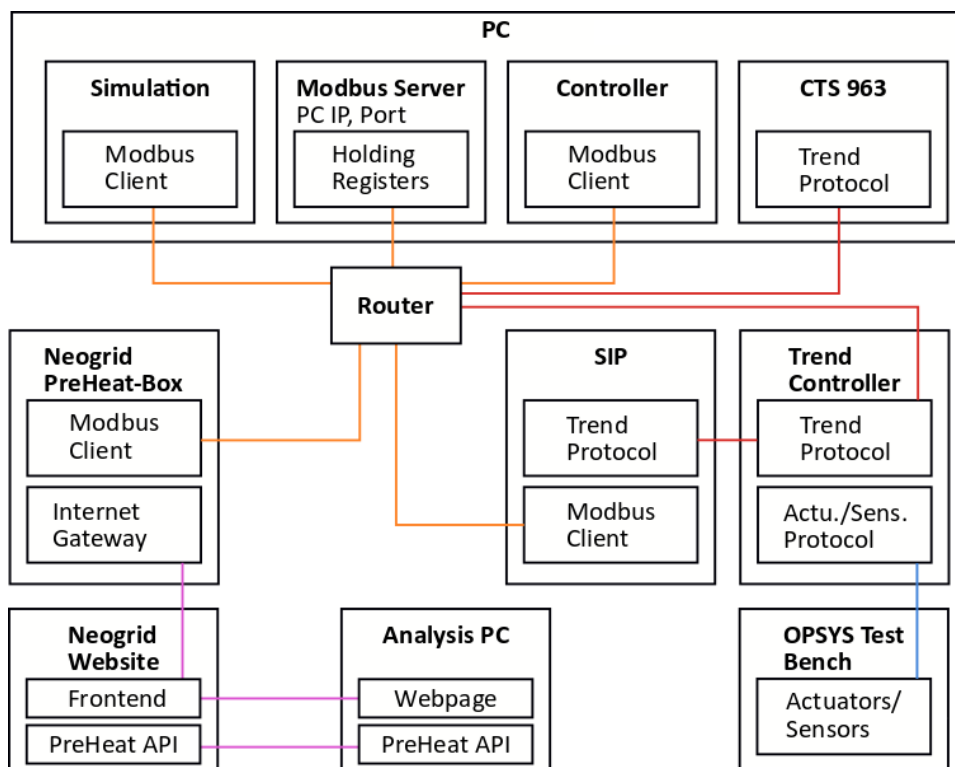 PC
Simulation
Modbus
Client
Modbus Server
PC IP, Port
Holding
Registers
Controller
Modbus
Client
CTS 963
Trend
Protocol
Router
Neogrid
PreHeat-Box
Modbus
Client
Internet
Gateway
SIP
Trend
Protocol
Modbus
Client
Trend
Controller
Trend
Protocol
Actu./Sens.
Protocol
Neogrid
Website
Frontend
PreHeat API
Analysis PC
Webpage
PreHeat API
OPSYS Test
Bench
Actuators/
Sensors